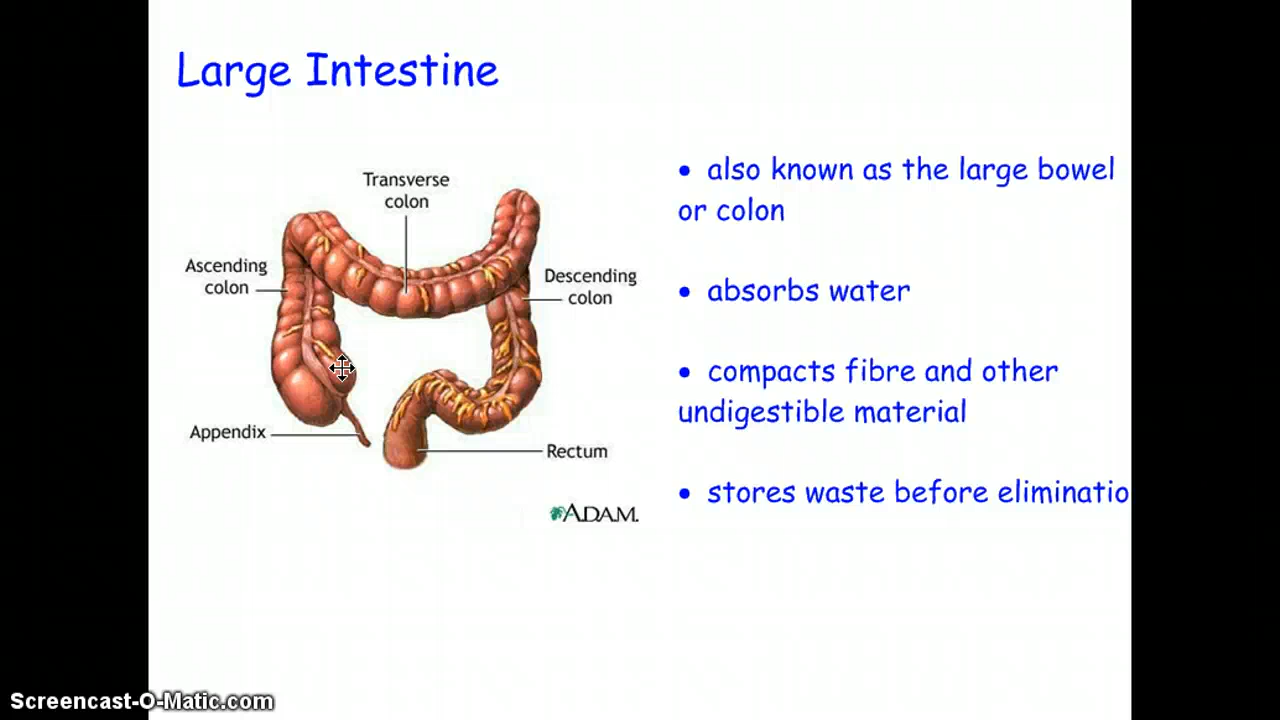 Large Intestine
Transverse
colon
Ascending
colon
Descending
colon
Appendix
Rectum
A.D.A.M.
• also known as the large bowel
or colon
• absorbs water
• compacts fibre and other
undigestible material
• stores waste before eliminatio
Screencast-O-Matic.com